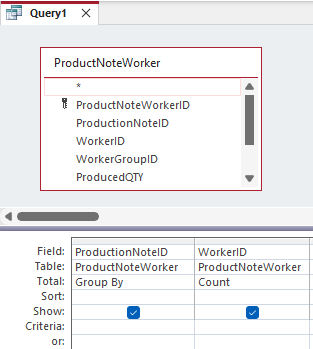 Query1
ProductNoteWorker
*
ProductNoteWorkerID
ProductionNoteID
WorkerID
WorkerGroupID
ProducedQTY
Field: ProductionNoteID WorkerID
Table: ProductNoteWorker ProductNoteWorker
Total: Group By Count
Sort:
Show:
Criteria:
or: